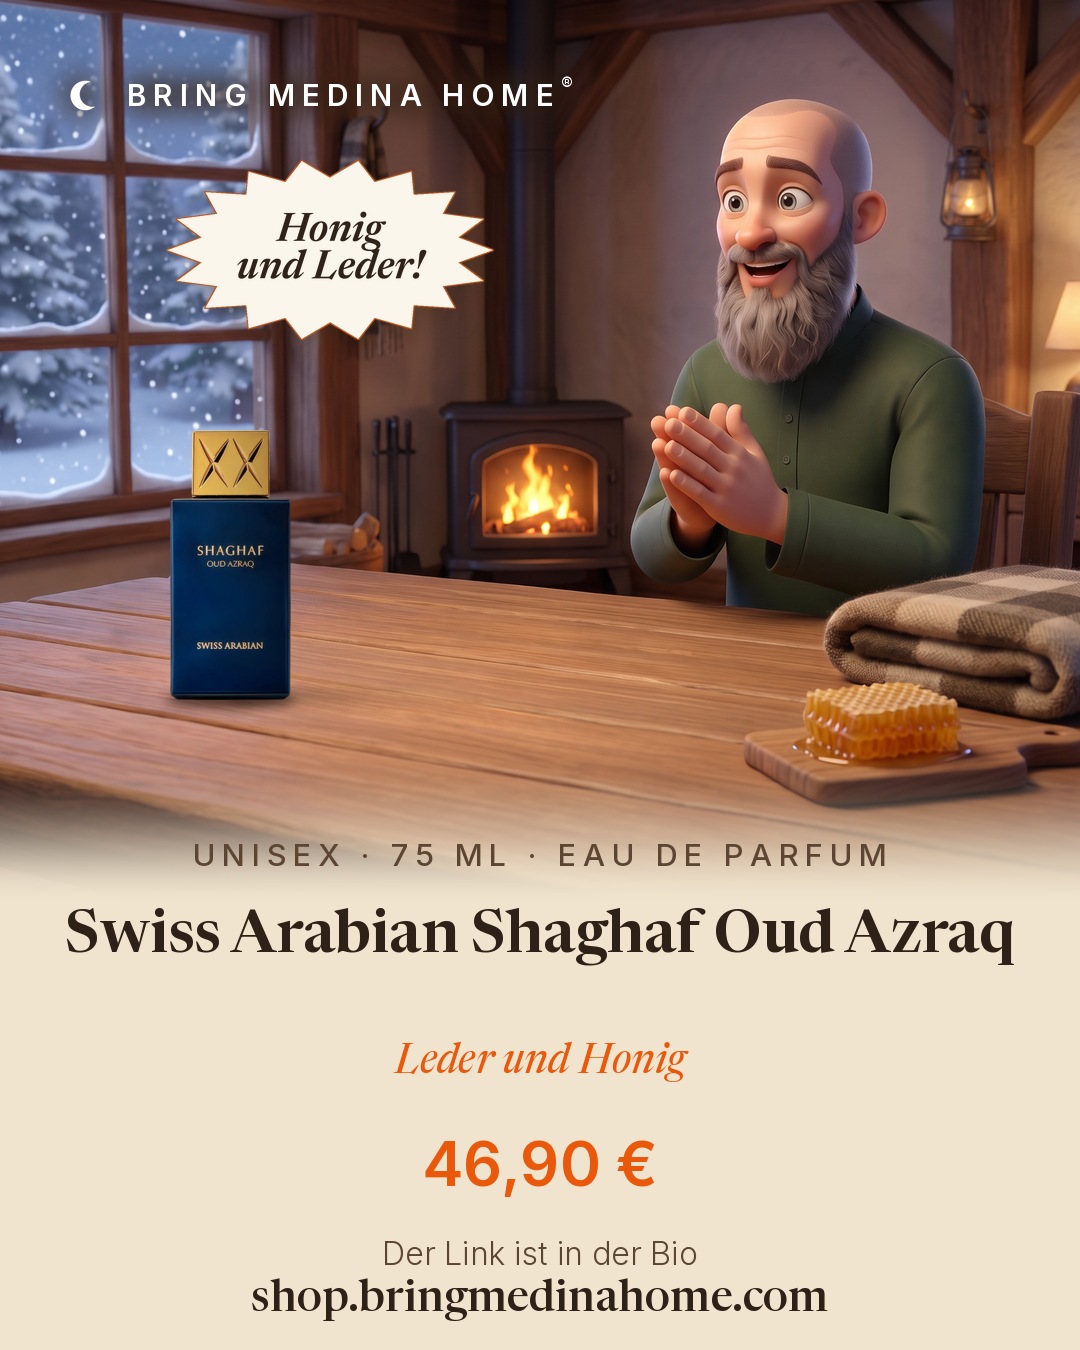 BRING MEDINA HOME®
Honig
und Leder!
SHAGHAF
OUD AZRAQ
SWISS ARABIAN
UNISEX · 75 ML · EAU DE PARFUM
Swiss Arabian Shaghaf Oud Azraq
Leder und Honig
46,90 €
Der Link ist in der Bio
shop.bringmedinahome.com